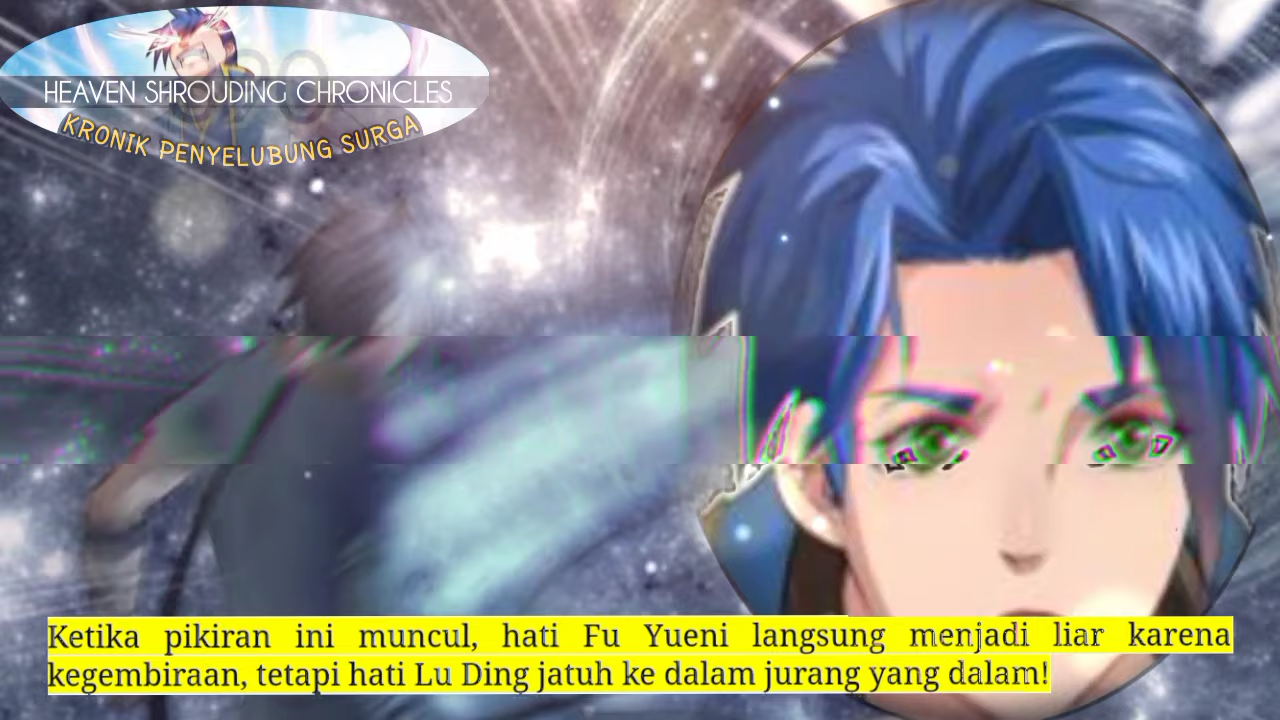 HEAVEN SHROUDING CHRONICLES
KRONIK PENYELUBUNG SURGA
Ketika pikiran ini muncul, hati Fu Yueni langsung menjadi liar karena
kegembiraan, tetapi hati Lu Ding jatuh ke dalam jurang yang dalam!